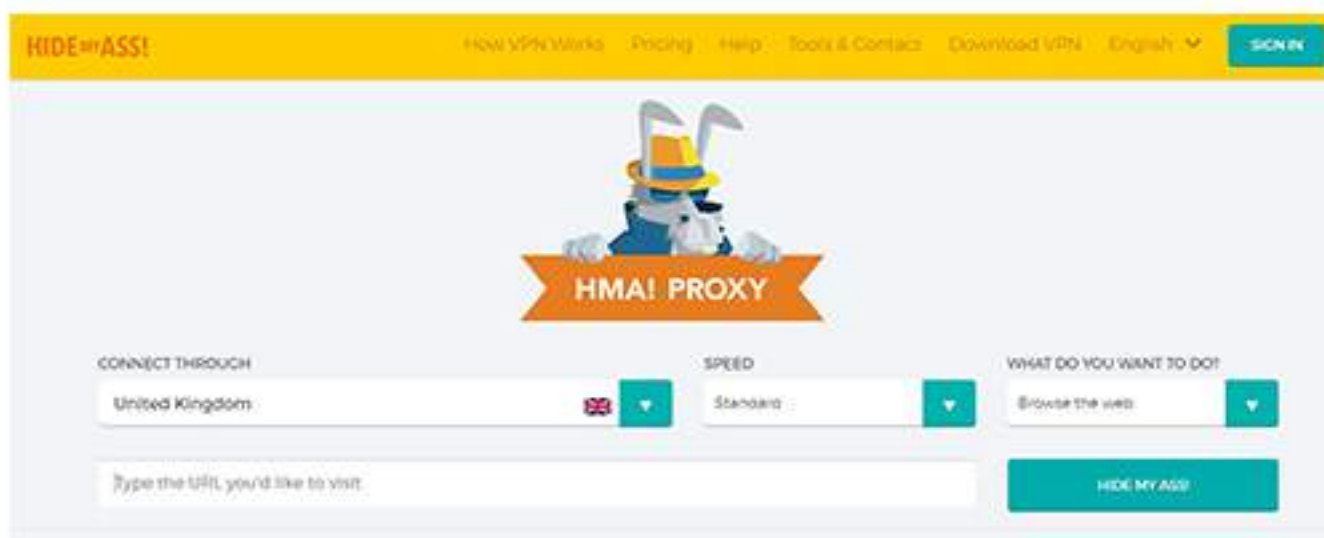 HIDE MY ASS!
How VPN Works Pricing Help Tools & Contact Download VPN English SIGN IN
HMA! PROXY
CONNECT THROUGH SPEED WHAT DO YOU WANT TO DO?
United Kingdom Standard Browse the web
Type the URL you'd like to visit HIDE MY ASS!